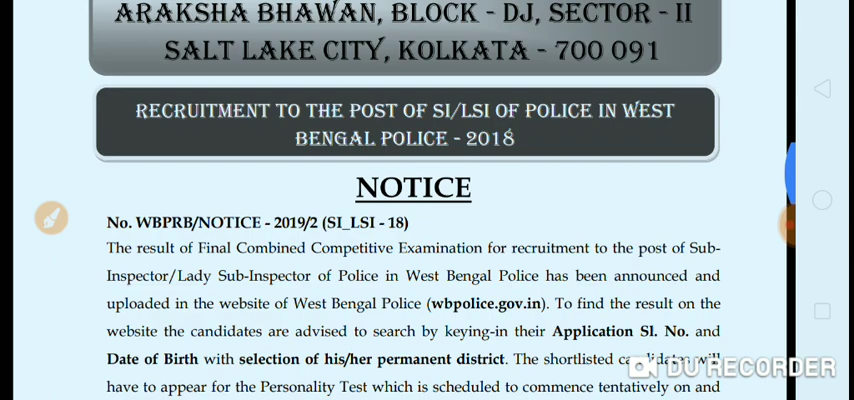 ARAKSHA BHAWAN, BLOCK - DJ, SECTOR - II
SALT LAKE CITY, KOLKATA - 700 091
RECRUITMENT TO THE POST OF SI/LSI OF POLICE IN WEST
BENGAL POLICE - 2018
NOTICE
No. WBPRB/NOTICE - 2019/2 (SI_LSI - 18)
The result of Final Combined Competitive Examination for recruitment to the post of Sub-
Inspector/Lady Sub-Inspector of Police in West Bengal Police has been announced and
uploaded in the website of West Bengal Police (wbpolice.gov.in). To find the result on the
website the candidates are advised to search by keying-in their Application Sl. No. and
Date of Birth with selection of his/her permanent district. The shortlisted candidates will
have to appear for the Personality Test which is scheduled to commence tentatively on and
DU RECORDER